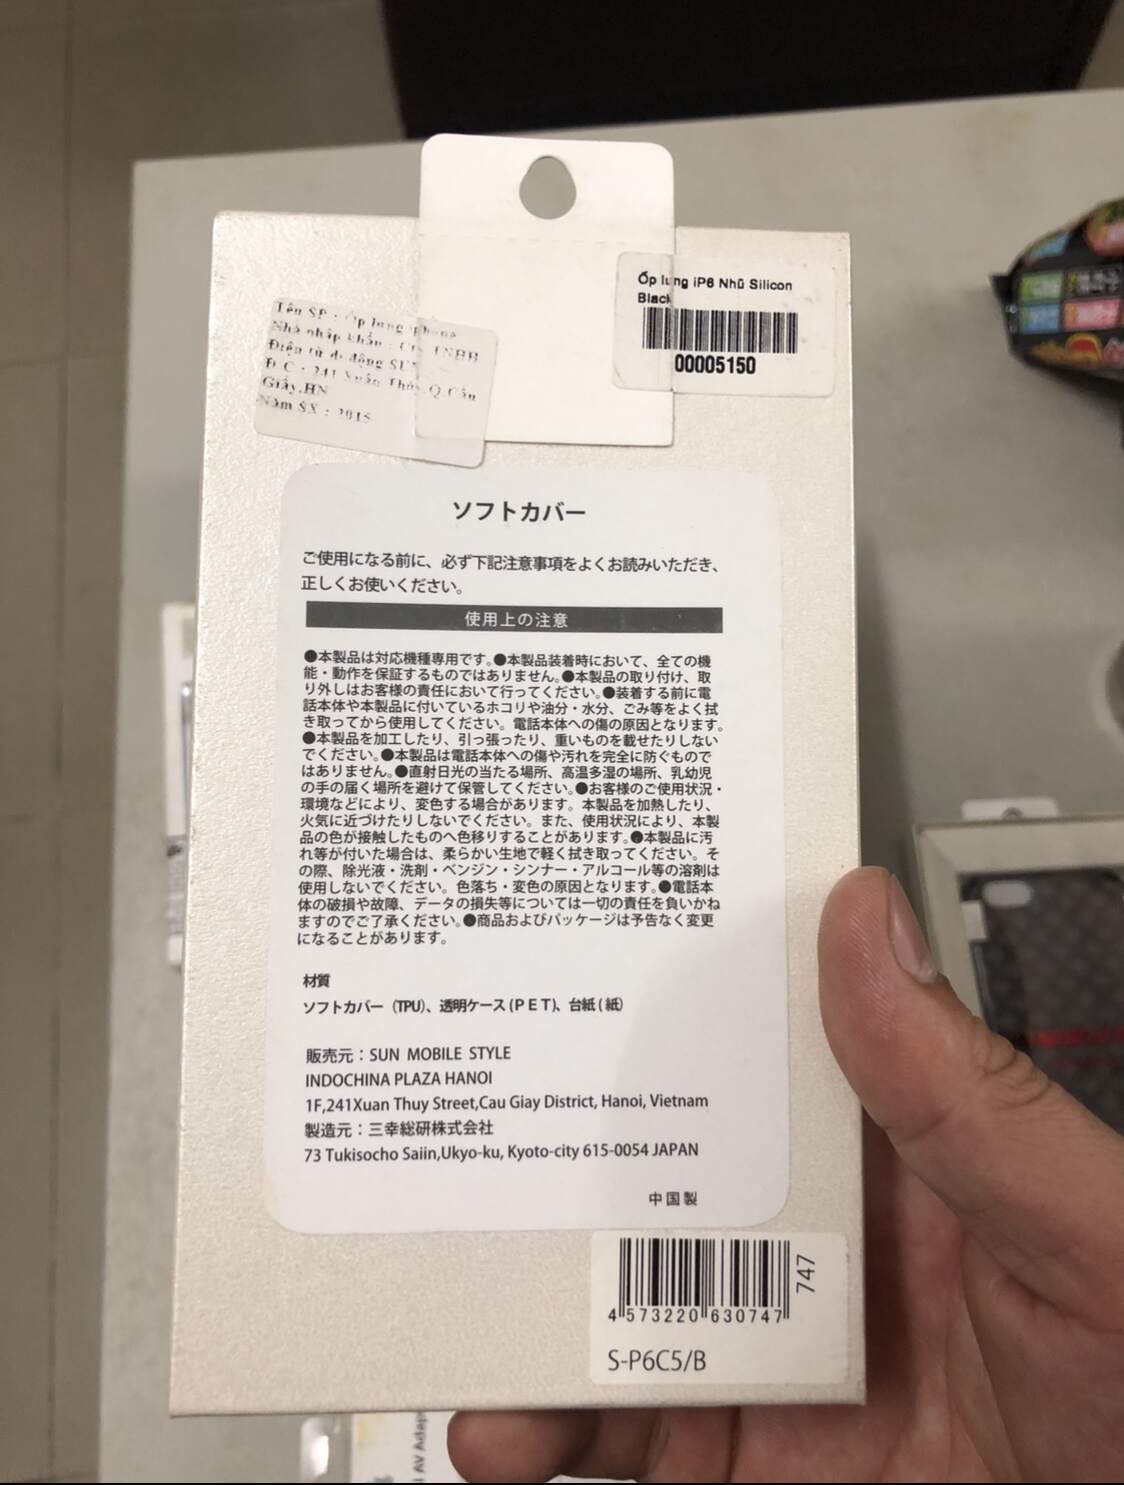 Ốp lưng iP6 Nhũ Silicon
Black
00005150
Tên SP : Ốp lưng iphone
Nhà nhập khẩu : Cty TNHH
Điện tử di động SUN
Đ C : 241 Xuân Thủy, Q.Cầu
Giấy, HN
Năm SX : 2015
ソフトカバー
ご使用になる前に、必ず下記注意事項をよくお読みいただき、
正しくお使いください。
使用上の注意
●本製品は対応機種専用です。●本製品装着時において、全ての機
能・動作を保証するものではありません。●本製品の取り付け、取
り外しはお客様の責任において行ってください。●装着する前に電
話本体や本製品に付いているホコリや油分・水分、ごみ等をよく拭
き取ってから使用してください。電話本体への傷の原因となります。
●本製品を加工したり、引っ張ったり、重いものを載せたりしない
でください。●本製品は電話本体への傷や汚れを完全に防ぐもので
はありません。●直射日光の当たる場所、高温多湿の場所、乳幼児
の手の届く場所を避けて保管してください。●お客様のご使用状況・
環境などにより、変色する場合があります。本製品を加熱したり、
火気に近づけたりしないでください。また、使用状況により、本製
品の色が接触したものへ色移りすることがあります。●本製品に汚
れ等が付いた場合は、柔らかい生地で軽く拭き取ってください。そ
の際、除光液・洗剤・ベンジン・シンナー・アルコール等の溶剤は
使用しないでください。色落ち・変色の原因となります。●電話本
体の破損や故障、データの損失等については一切の責任を負いかね
ますのでご了承ください。●商品およびパッケージは予告なく変更
になることがあります。
材質
ソフトカバー（TPU）、透明ケース(ＰＥＴ)、台紙(紙)
販売元：SUN MOBILE STYLE
INDOCHINA PLAZA HANOI
1F,241Xuan Thuy Street,Cau Giay District, Hanoi, Vietnam
製造元：三幸総研株式会社
73 Tukisocho Saiin,Ukyo-ku, Kyoto-city 615-0054 JAPAN
中国製
747
4 573220 630747
S-P6C5/B
AV Adap